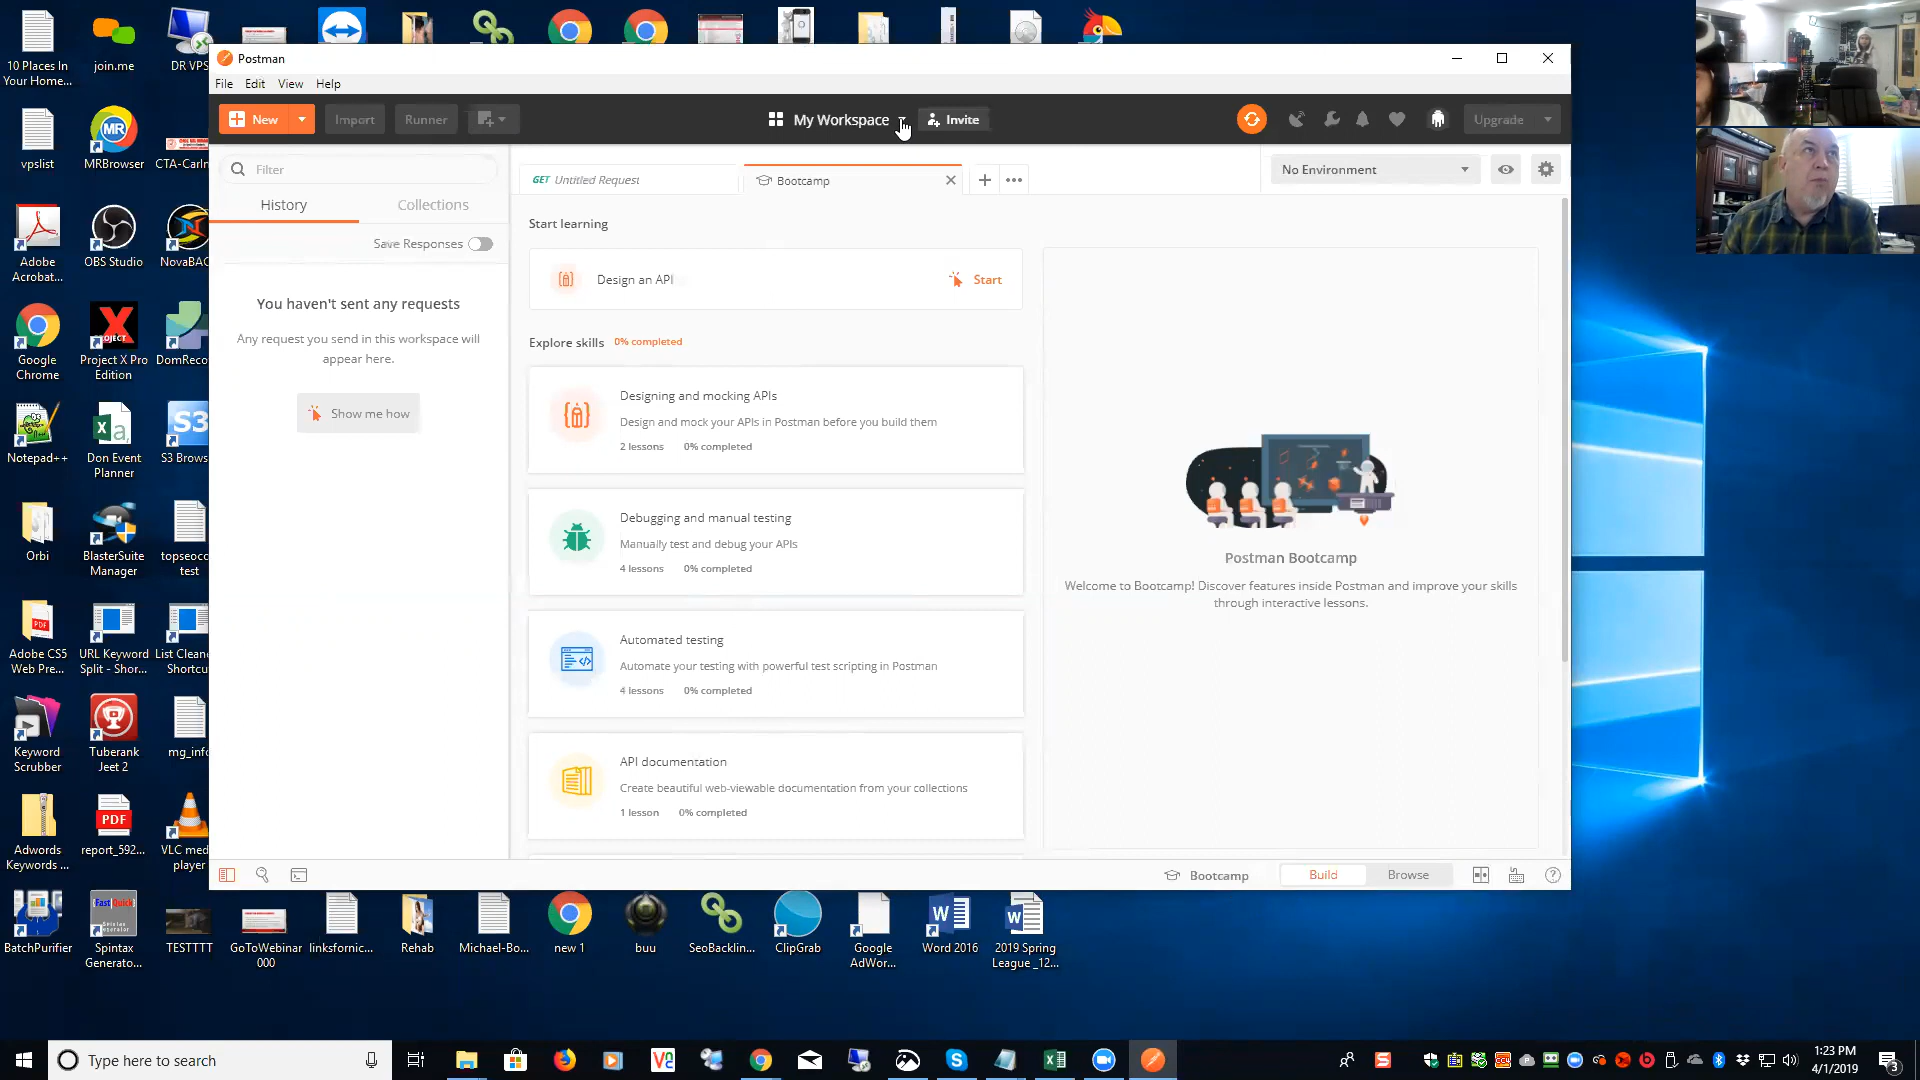 10 Places In
Your Home...
join.me
DR VPS
Postman
File Edit View Help
New
Import
Runner
My Workspace
Invite
Upgrade
Filter
GET Untitled Request
Bootcamp
No Environment
History
Collections
Save Responses
You haven't sent any requests
Any request you send in this workspace will
appear here.
Show me how
Start learning
Design an API
Start
Explore skills 0% completed
Designing and mocking APIs
Design and mock your APIs in Postman before you build them
2 lessons 0% completed
Debugging and manual testing
Manually test and debug your APIs
4 lessons 0% completed
Automated testing
Automate your testing with powerful test scripting in Postman
4 lessons 0% completed
API documentation
Create beautiful web-viewable documentation from your collections
1 lesson 0% completed
Postman Bootcamp
Welcome to Bootcamp! Discover features inside Postman and improve your skills
through interactive lessons.
Bootcamp
Build
Browse
vpslist
MR
MRBrowser
CTA-Carln
Adobe
Acrobat...
OBS Studio
NovaBAC
Google
Chrome
X
PROJECT
Project X Pro
Edition
DomReco
Notepad++
Don Event
Planner
S3
S3 Brows
Orbi
BlasterSuite
Manager
topseocc
test
PDF
Adobe CS5
Web Pre...
URL Keyword
Split - Shor...
List Cleane
Shortcu
Keyword
Scrubber
Tuberank
Jeet 2
mg_info
Adwords
Keywords ...
PDF
report_592...
VLC med
player
BatchPurifier
Spintax
Generato...
TESTTTT
GoToWebinar
000
linksfornic...
Rehab
Michael-Bo...
new 1
buu
SeoBacklin...
ClipGrab
Google
AdWor...
Word 2016
2019 Spring
League _12...
Type here to search
1:23 PM
4/1/2019
3